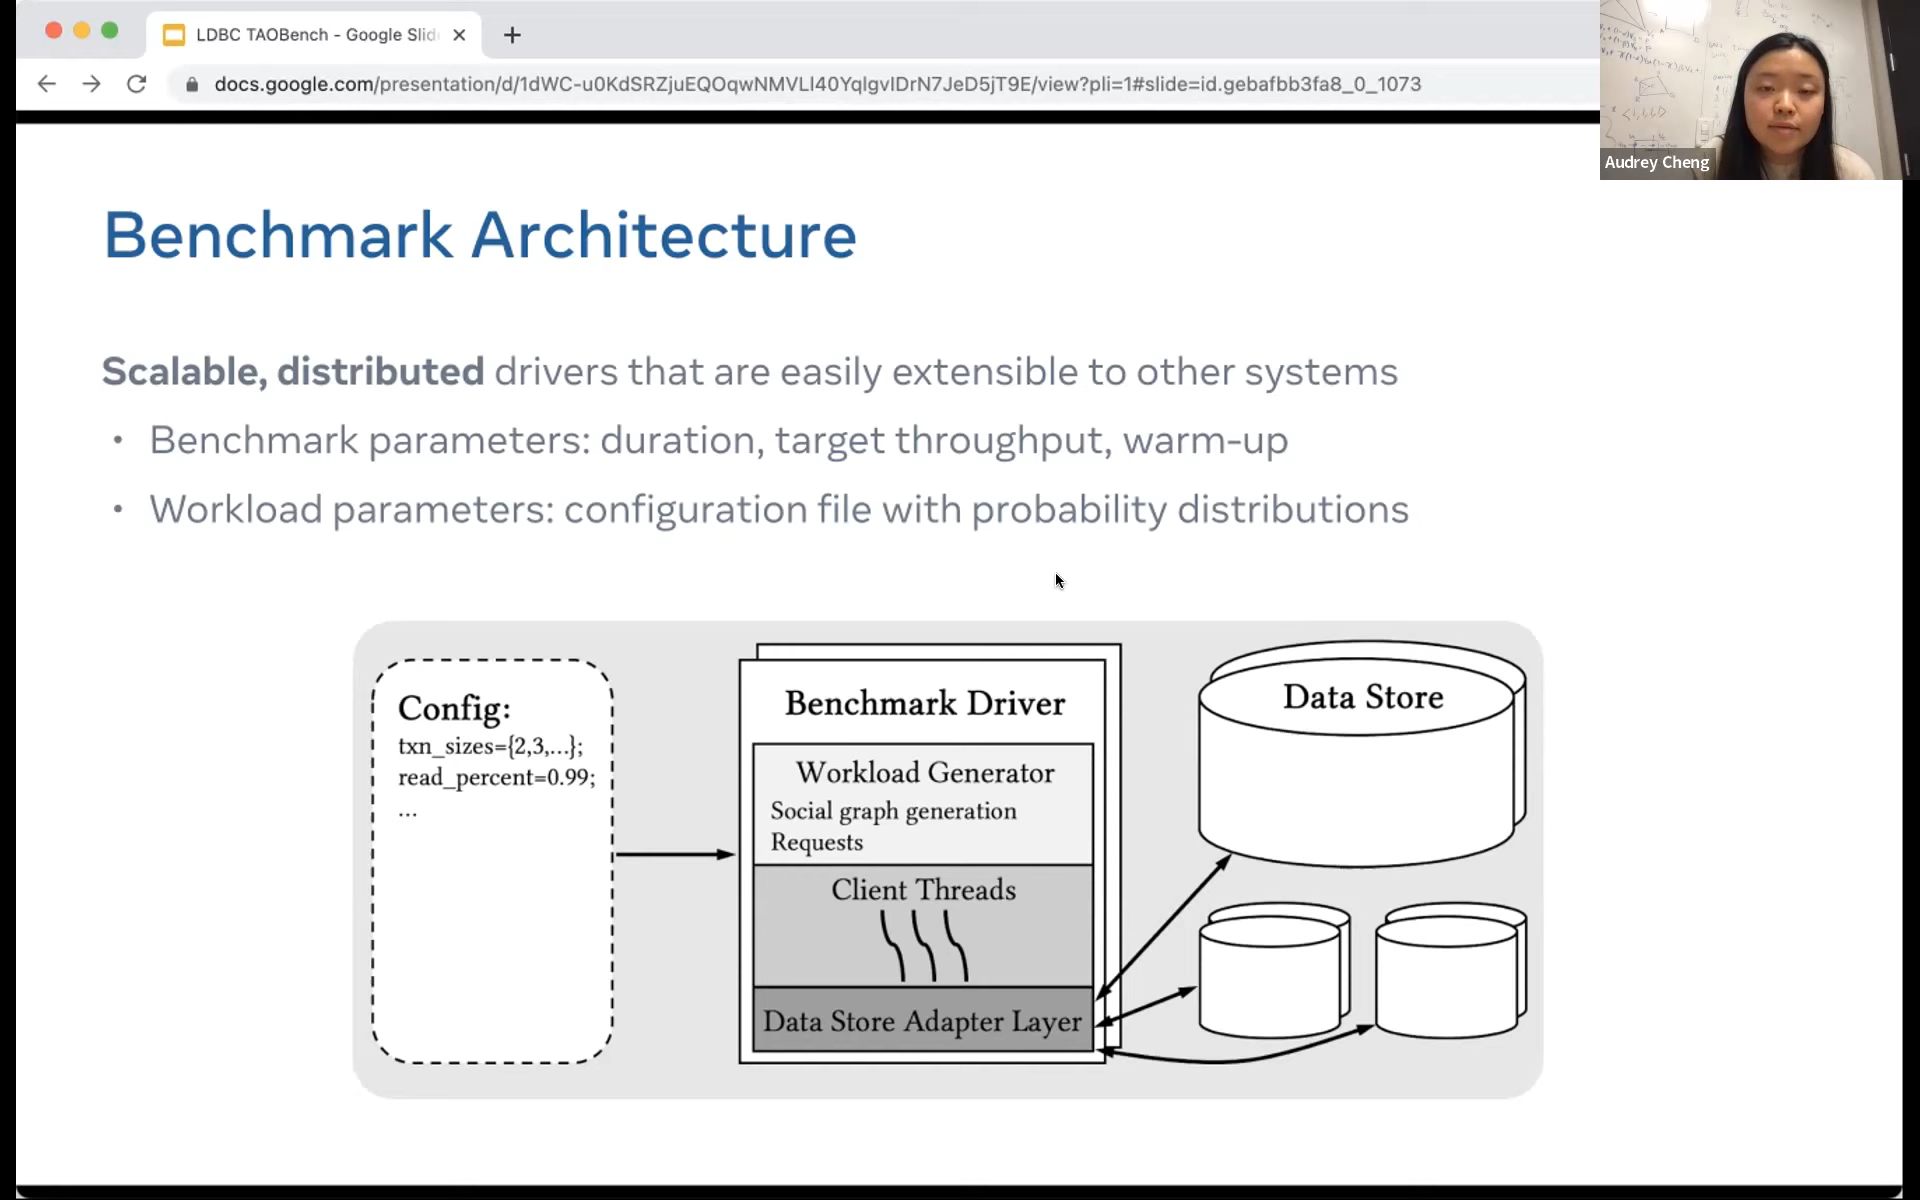 LDBC TAOBench - Google Slid
docs.google.com/presentation/d/1dWC-u0KdSRZjuEQOqwNMVLl40YqlgvIDrN7JeD5jT9E/view?pli=1#slide=id.gebafbb3fa8_0_1073
Audrey Cheng
Benchmark Architecture
Scalable, distributed drivers that are easily extensible to other systems
• Benchmark parameters: duration, target throughput, warm-up
• Workload parameters: configuration file with probability distributions
Config:
txn_sizes={2,3,...};
read_percent=0.99;
...
Benchmark Driver
Workload Generator
Social graph generation
Requests
Client Threads
Data Store Adapter Layer
Data Store